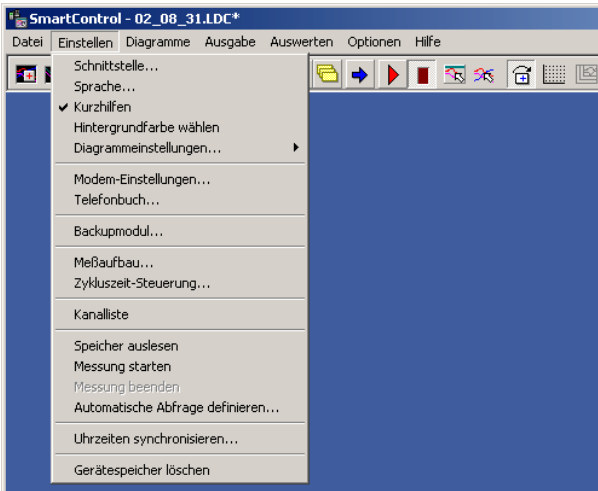 SmartControl - 02_08_31.LDC*
Datei Einstellen Diagramme Ausgabe Auswerten Optionen Hilfe
Schnittstelle...
Sprache...
Kurzhilfen
Hintergrundfarbe wählen
Diagrammeinstellungen...
Modem-Einstellungen...
Telefonbuch...
Backupmodul...
Meßaufbau...
Zykluszeit-Steuerung...
Kanalliste
Speicher auslesen
Messung starten
Messung beenden
Automatische Abfrage definieren...
Uhrzeiten synchronisieren...
Gerätespeicher löschen